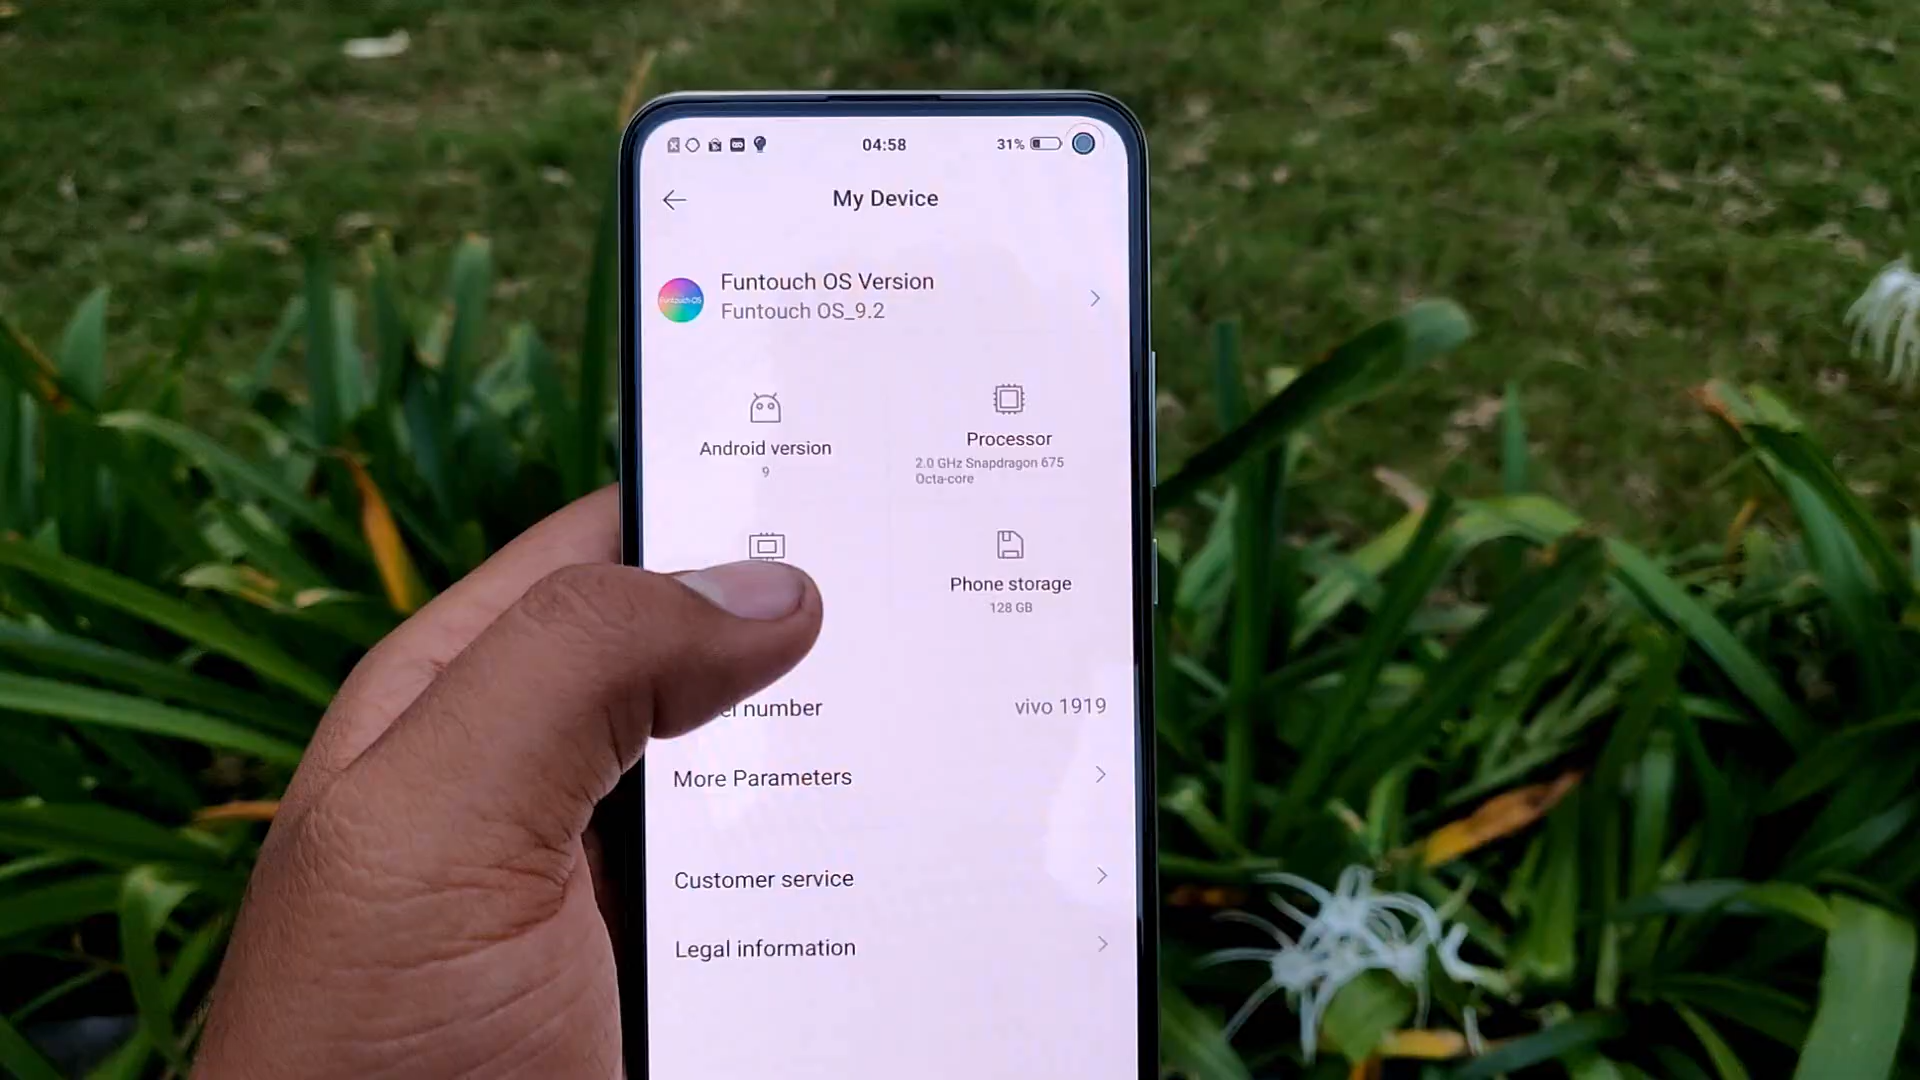 04:58
31%
My Device
Funtouch OS Version
Funtouch OS
Funtouch OS_9.2
Android version
9
Processor
2.0 GHz Snapdragon 675
Octa-core
Phone storage
128 GB
el number
vivo 1919
More Parameters
Customer service
Legal information